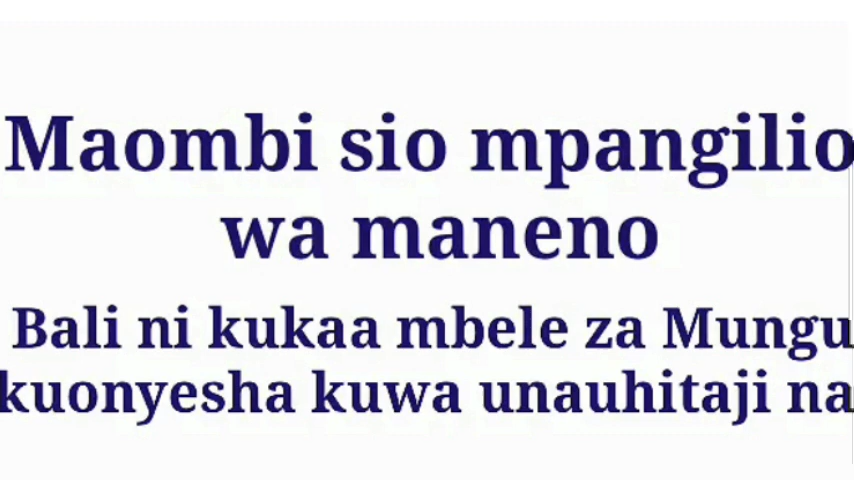 Maombi sio mpangilio
wa maneno
Bali ni kukaa mbele za Mungu
kuonyesha kuwa unauhitaji na